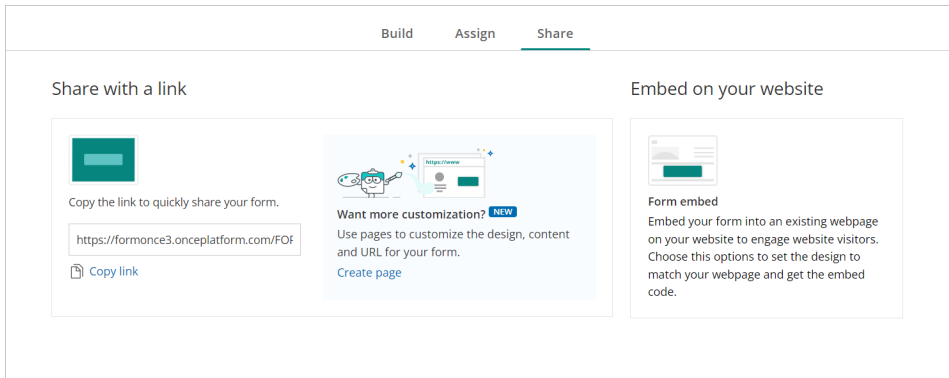 Build Assign Share
Share with a link
Copy the link to quickly share your form.
https://formonce3.onceplatform.com/FOF
Copy link
https://www
Want more customization? NEW
Use pages to customize the design, content
and URL for your form.
Create page
Embed on your website
Form embed
Embed your form into an existing webpage
on your website to engage website visitors.
Choose this options to set the design to
match your webpage and get the embed
code.